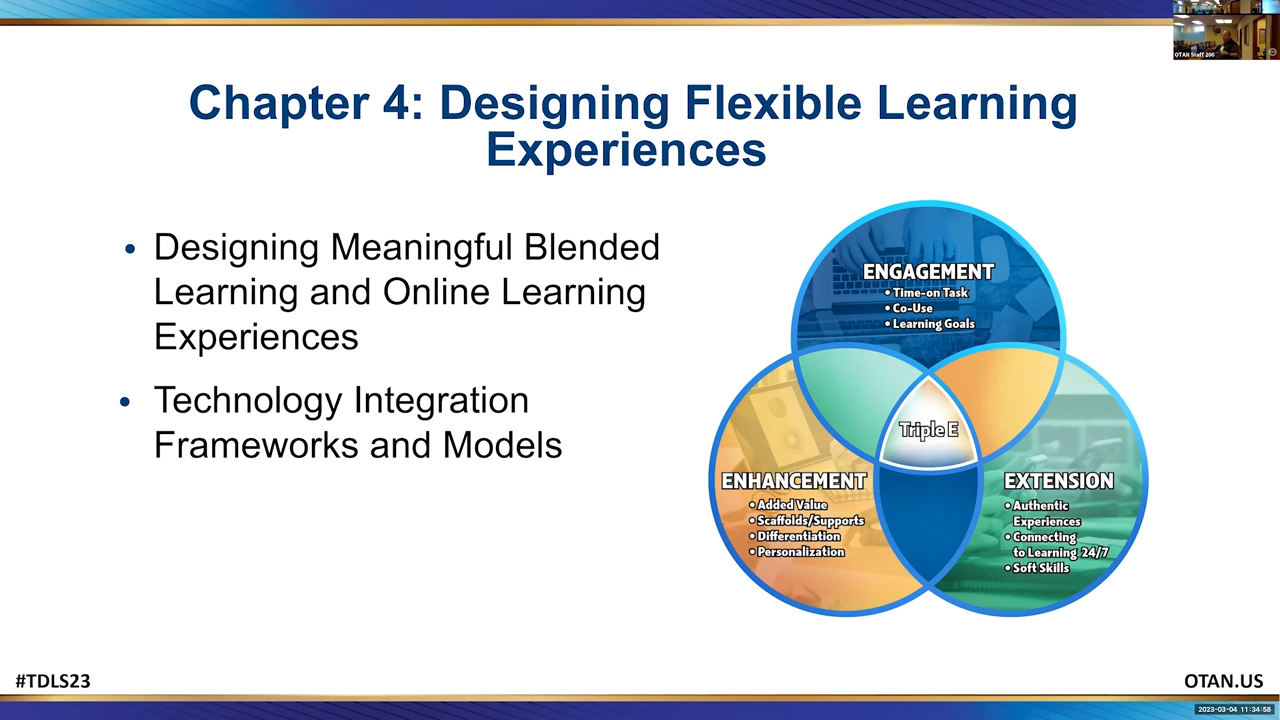 OTAN Staff 206
Chapter 4: Designing Flexible Learning
Experiences
• Designing Meaningful Blended
Learning and Online Learning
Experiences
• Technology Integration
Frameworks and Models
ENGAGEMENT
• Time-on Task
• Co-Use
• Learning Goals
Triple E
ENHANCEMENT
• Added Value
• Scaffolds/Supports
• Differentiation
• Personalization
EXTENSION
• Authentic
Experiences
• Connecting
to Learning 24/7
• Soft Skills
#TDLS23
OTAN.US
2023-03-04 11:34:58